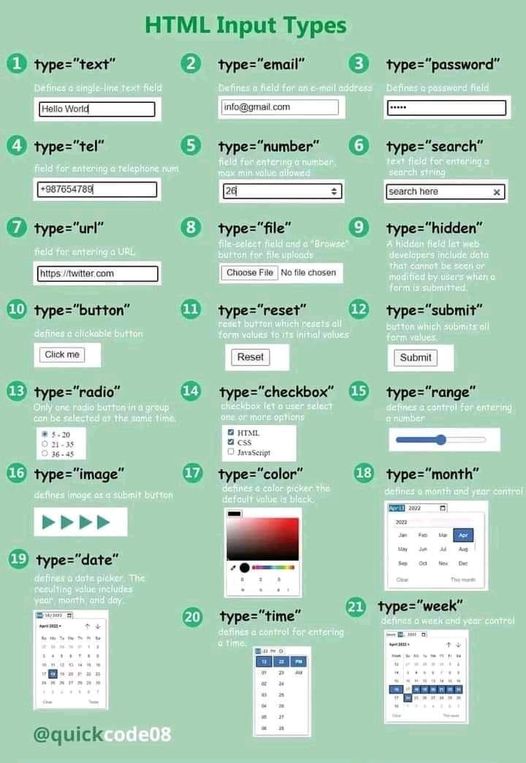 HTML Input Types
1 type="text"
Defines a single-line text field
Hello World
2 type="email"
Defines a field for an e-mail address
info@gmail.com
3 type="password"
Defines a password field
•••••
4 type="tel"
field for entering a telephone num
+987654789
5 type="number"
field for entering a number,
max min value allowed
26
6 type="search"
text field for entering a
search string
search here
7 type="url"
field for entering a URL
https://twitter.com
8 type="file"
file-select field and a "Browse"
button for file uploads
Choose File No file chosen
9 type="hidden"
A hidden field let web
developers include data
that cannot be seen or
modified by users when a
form is submitted.
10 type="button"
defines a clickable button
Click me
11 type="reset"
reset button which resets all
form values to its initial values
Reset
12 type="submit"
button which submits all
form values.
Submit
13 type="radio"
Only one radio button in a group
can be selected at the same time.
5 - 20
21 - 35
36 - 45
14 type="checkbox"
checkbox let a user select
one or more options
HTML
CSS
JavaScript
15 type="range"
defines a control for entering
a number
16 type="image"
defines image as a submit button
17 type="color"
defines a color picker the
default value is black.
18 type="month"
defines a month and year control
2022
2022
Jan Feb Mar Apr
May Jun Jul Aug
Sep Oct Nov Dec
Clear This month
19 type="date"
defines a date picker. The
resulting value includes
year, month, and day.
April 2022
Clear Today
20 type="time"
defines a control for entering
a time.
12 22 PM
01 23 AM
02 24
03 25
04 26
05 27
06 28
21 type="week"
defines a week and year control
April 2022
Clear This week
@quickcode08